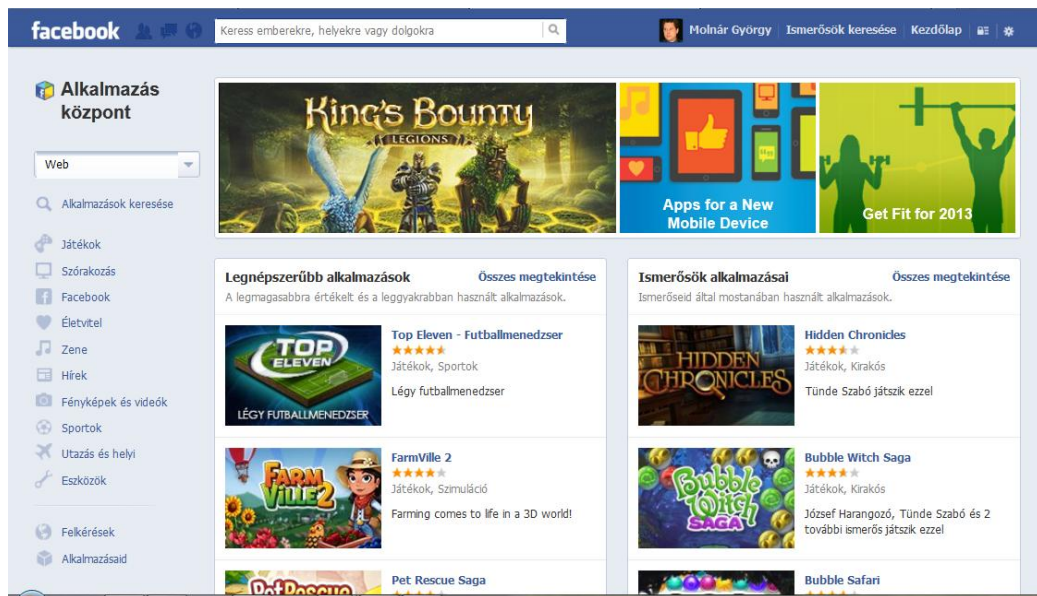 facebook
Keress emberekre, helyekre vagy dolgokra
Molnár György
Ismerősök keresése
Kezdőlap
Alkalmazás
központ
Web
Alkalmazások keresése
Játékok
Szórakozás
Facebook
Életvitel
Zene
Hírek
Fényképek és videók
Sportok
Utazás és helyi
Eszközök
Felkérések
Alkalmazásaid
King's Bounty
LEGIONS
Apps for a New
Mobile Device
Get Fit for 2013
Legnépszerűbb alkalmazások
Összes megtekintése
A legmagasabbra értékelt és a leggyakrabban használt alkalmazások.
TOP
ELEVEN
LÉGY FUTBALLMENEDZSER
Top Eleven - Futballmenedzser
Játékok, Sportok
Légy futballmenedzser
FARM
VILLE2
FarmVille 2
Játékok, Szimuláció
Farming comes to life in a 3D world!
Pet Rescue
Pet Rescue Saga
Ismerősök alkalmazásai
Összes megtekintése
Ismerőseid által mostanában használt alkalmazások.
HIDDEN
CHRONICLES
Hidden Chronicles
Játékok, Kirakós
Tünde Szabó játszik ezzel
Bubble
Witch
SAGA
Bubble Witch Saga
Játékok, Kirakós
József Harangozó, Tünde Szabó és 2
további ismerős játszik ezzel
Bubble Safari